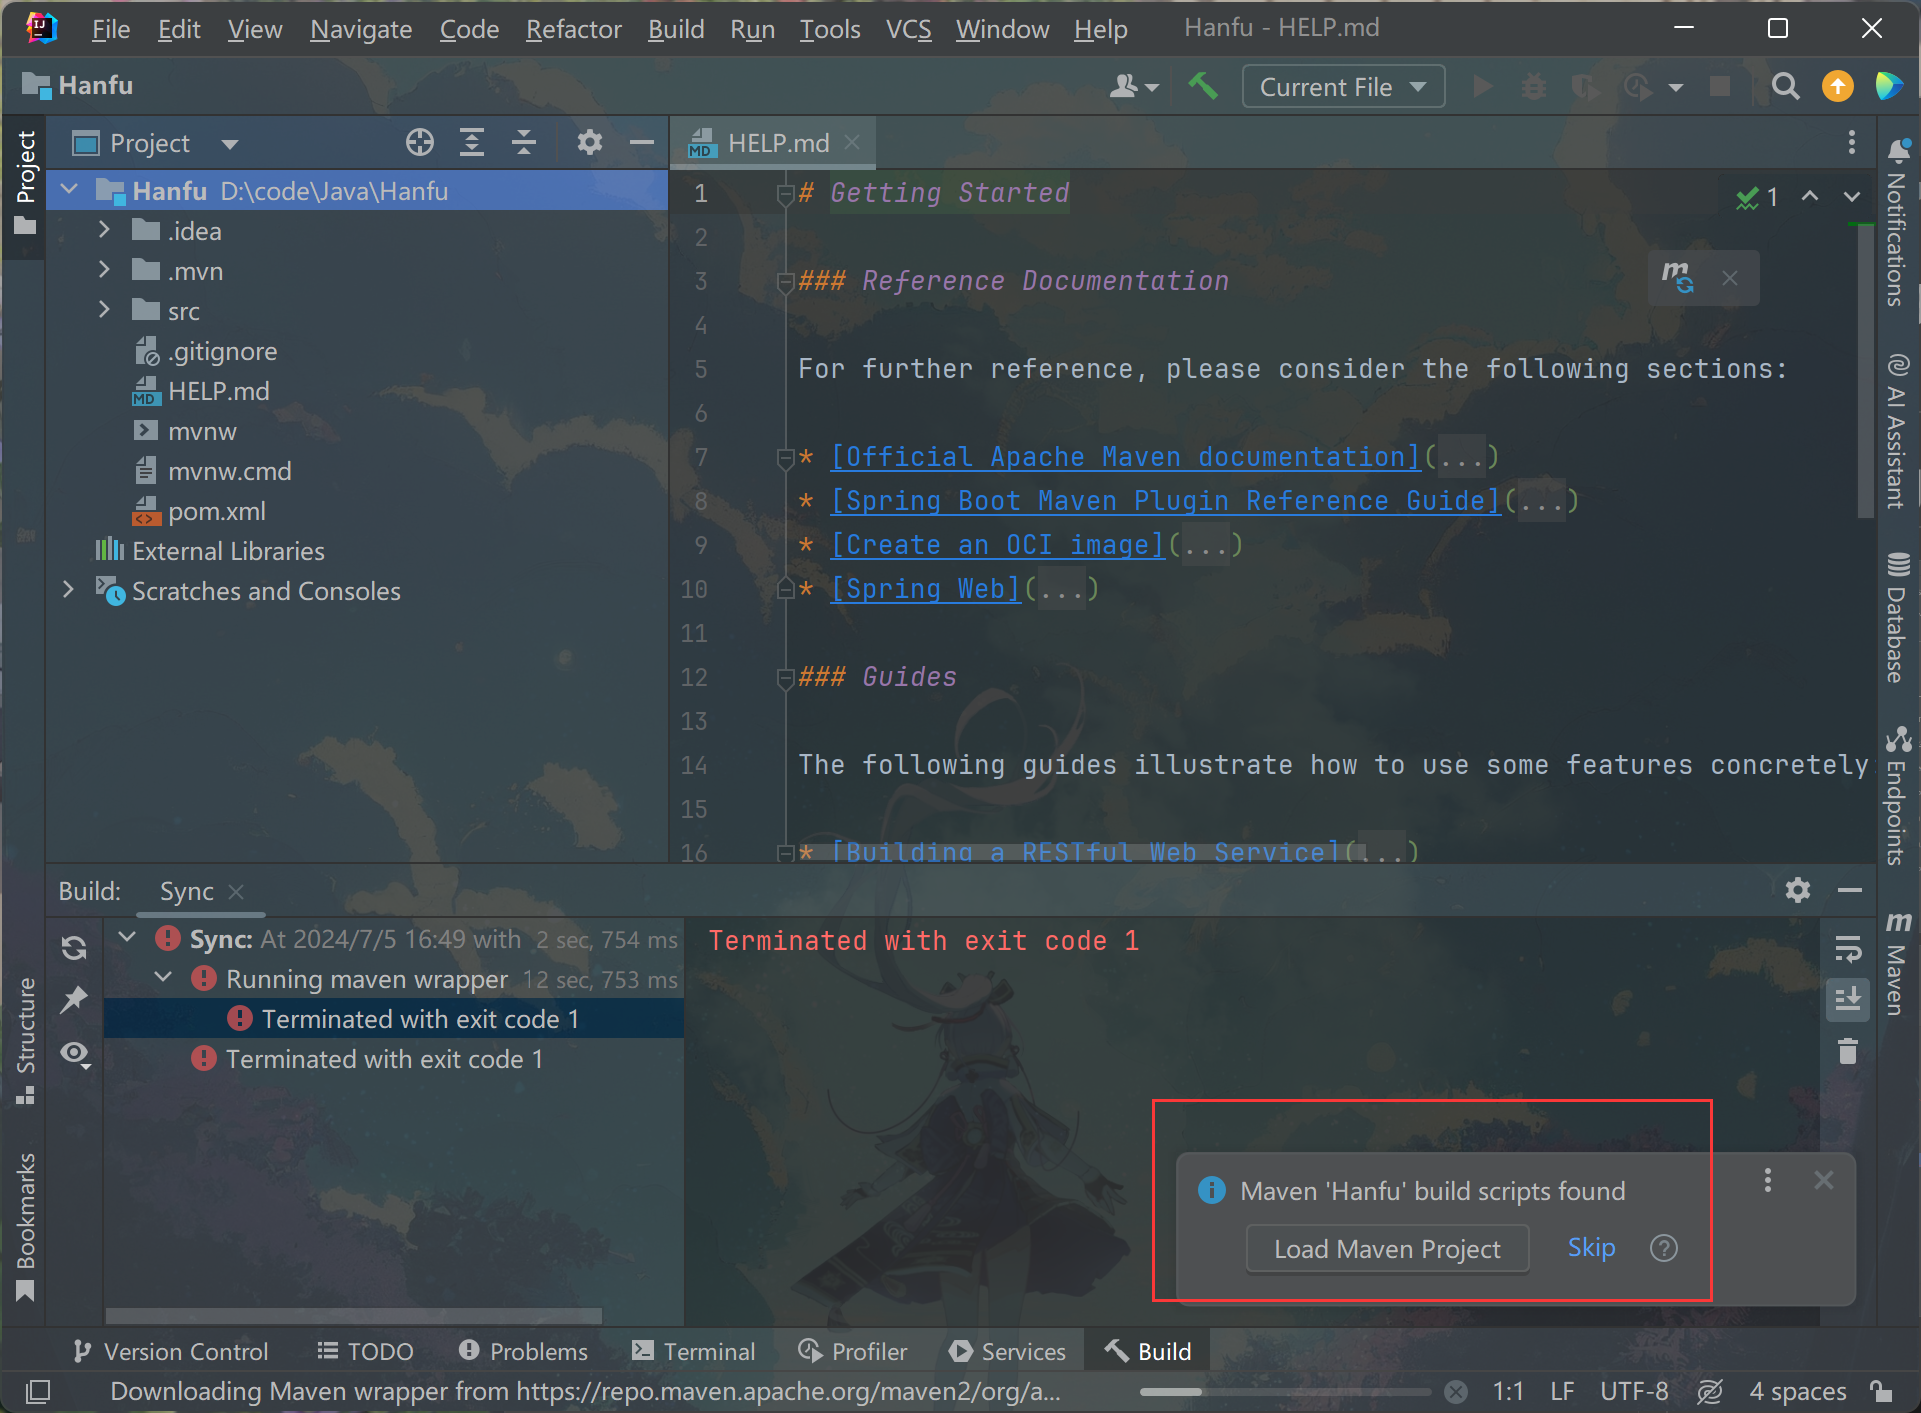 File Edit View Navigate Code Refactor Build Run Tools VCS Window Help Hanfu - HELP.md
Hanfu
Current File
Project
Project
HELP.md
Hanfu D:\code\Java\Hanfu
.idea
.mvn
src
.gitignore
HELP.md
mvnw
mvnw.cmd
pom.xml
External Libraries
Scratches and Consoles
1 # Getting Started
1
2
3 ### Reference Documentation
4
5 For further reference, please consider the following sections:
6
7 * [Official Apache Maven documentation](...)
8 * [Spring Boot Maven Plugin Reference Guide](...)
9 * [Create an OCI image](...)
10 * [Spring Web](...)
11
12 ### Guides
13
14 The following guides illustrate how to use some features concretely
15
16 * [Building a RESTful Web Service](...)
Notifications
AI Assistant
Database
Endpoints
Maven
Structure
Bookmarks
Build: Sync
Sync: At 2024/7/5 16:49 with 2 sec, 754 ms
Running maven wrapper 12 sec, 753 ms
Terminated with exit code 1
Terminated with exit code 1
Terminated with exit code 1
Maven 'Hanfu' build scripts found
Load Maven Project Skip
Version Control TODO Problems Terminal Profiler Services Build
Downloading Maven wrapper from https://repo.maven.apache.org/maven2/org/a... 1:1 LF UTF-8 4 spaces